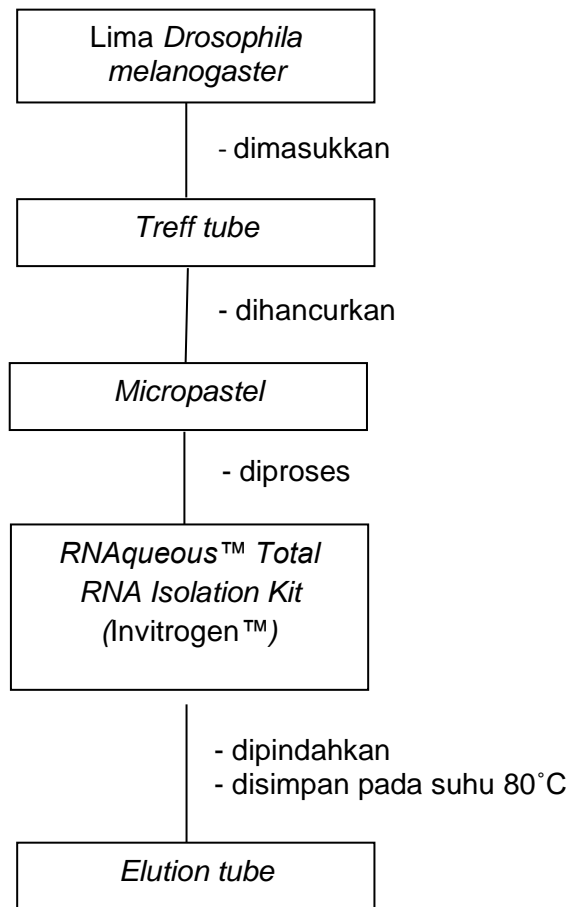 Lima Drosophila
melanogaster
- dimasukkan
Treff tube
- dihancurkan
Micropastel
- diproses
RNAqueous™ Total
RNA Isolation Kit
(Invitrogen™)
- dipindahkan
- disimpan pada suhu 80˚C
Elution tube